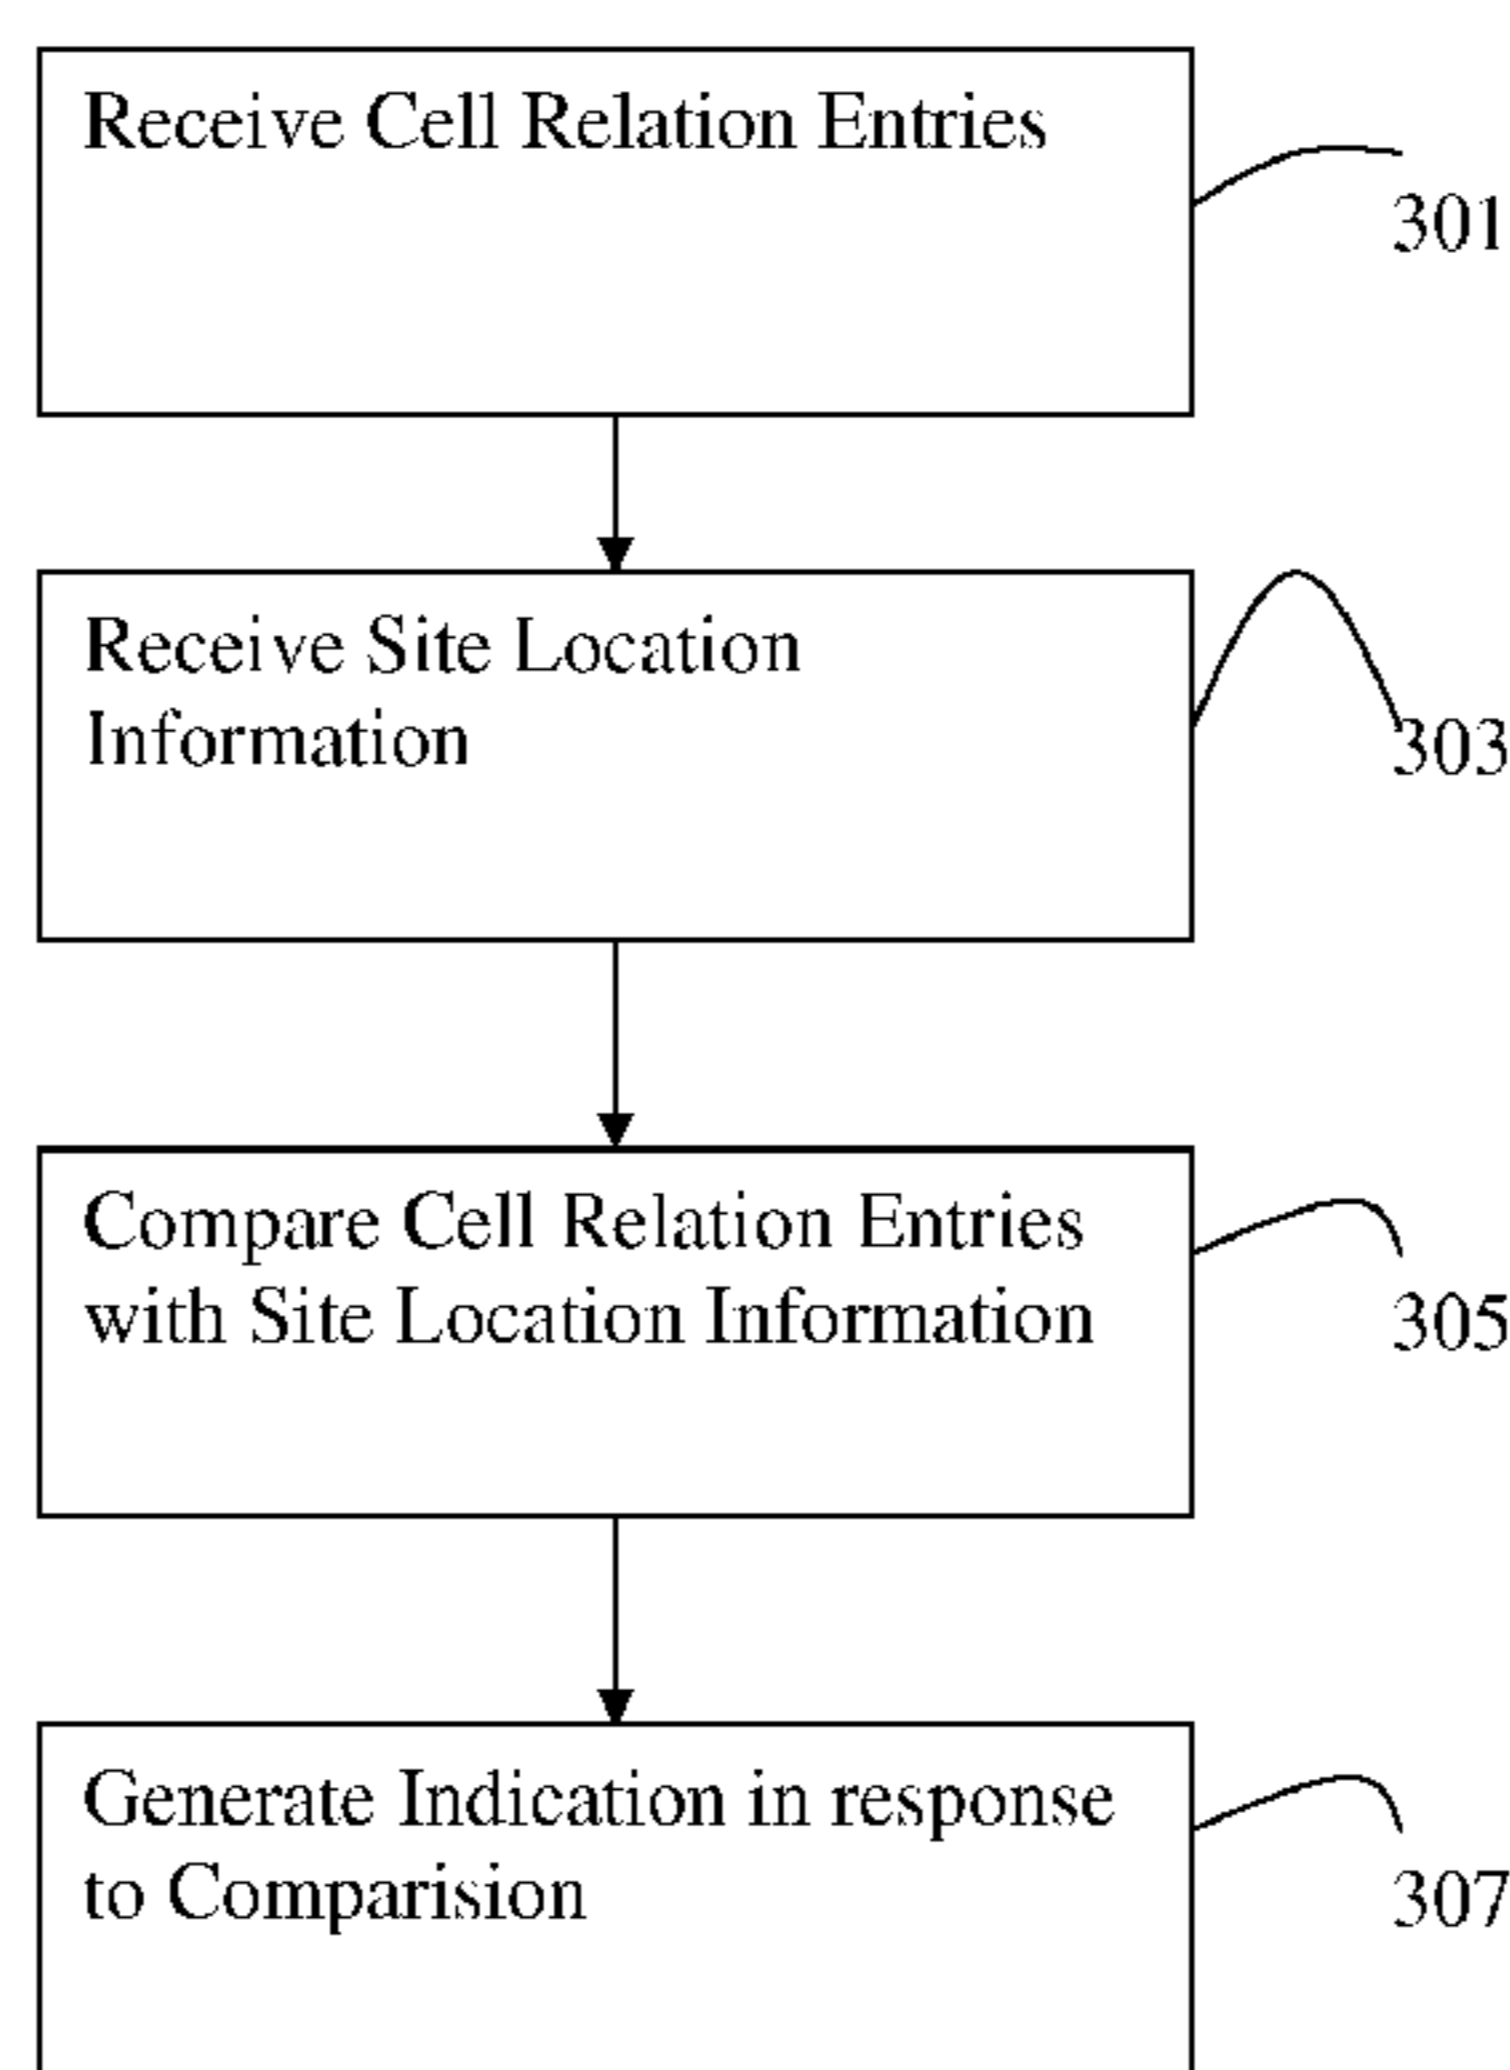 Receive Cell Relation Entries
301
Receive Site Location
Information
303
Compare Cell Relation Entries
with Site Location Information
305
Generate Indication in response
to Comparision
307